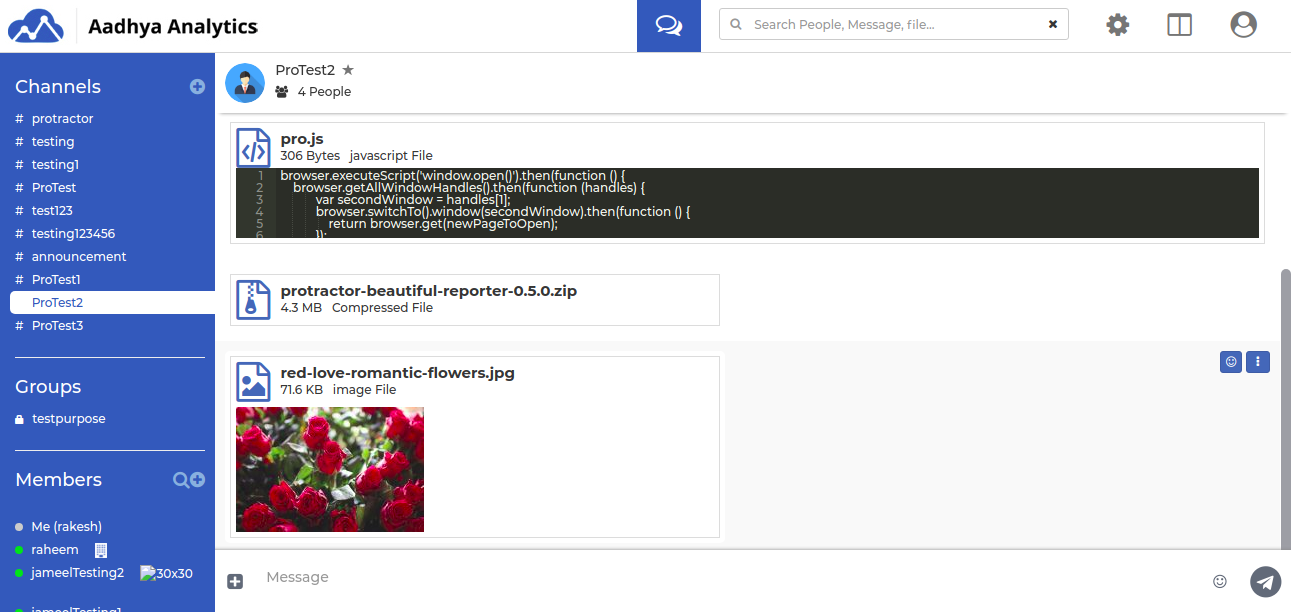 Aadhya Analytics
Search People, Message, file...
Channels
# protractor
# testing
# testing1
# ProTest
# test123
# testing123456
# announcement
# ProTest1
ProTest2
# ProTest3
Groups
testpurpose
Members
Me (rakesh)
raheem
jameelTesting2 30x30
jameelTesting1
ProTest2
4 People
pro.js
306 Bytes javascript File
1 browser.executeScript('window.open()').then(function () {
2 browser.getAllWindowHandles().then(function (handles) {
3 var secondWindow = handles[1];
4 browser.switchTo().window(secondWindow).then(function () {
5 return browser.get(newPageToOpen);
6 });
protractor-beautiful-reporter-0.5.0.zip
4.3 MB Compressed File
red-love-romantic-flowers.jpg
71.6 KB image File
Message